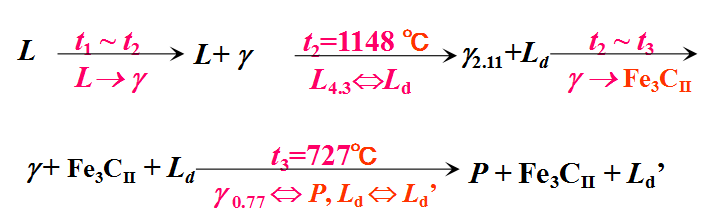 t₁ ~ t₂ t₂=1148 ℃ t₂ ~ t₃
L L+ γ γ₂.₁₁+L_d
L → γ L₄.₃⇔L_d γ → Fe₃C_Ⅱ
t₃=727℃
γ+ Fe₃C_Ⅱ + L_d P + Fe₃C_Ⅱ + L_d’
γ₀.₇₇ ⇔ P, L_d ⇔ L_d’